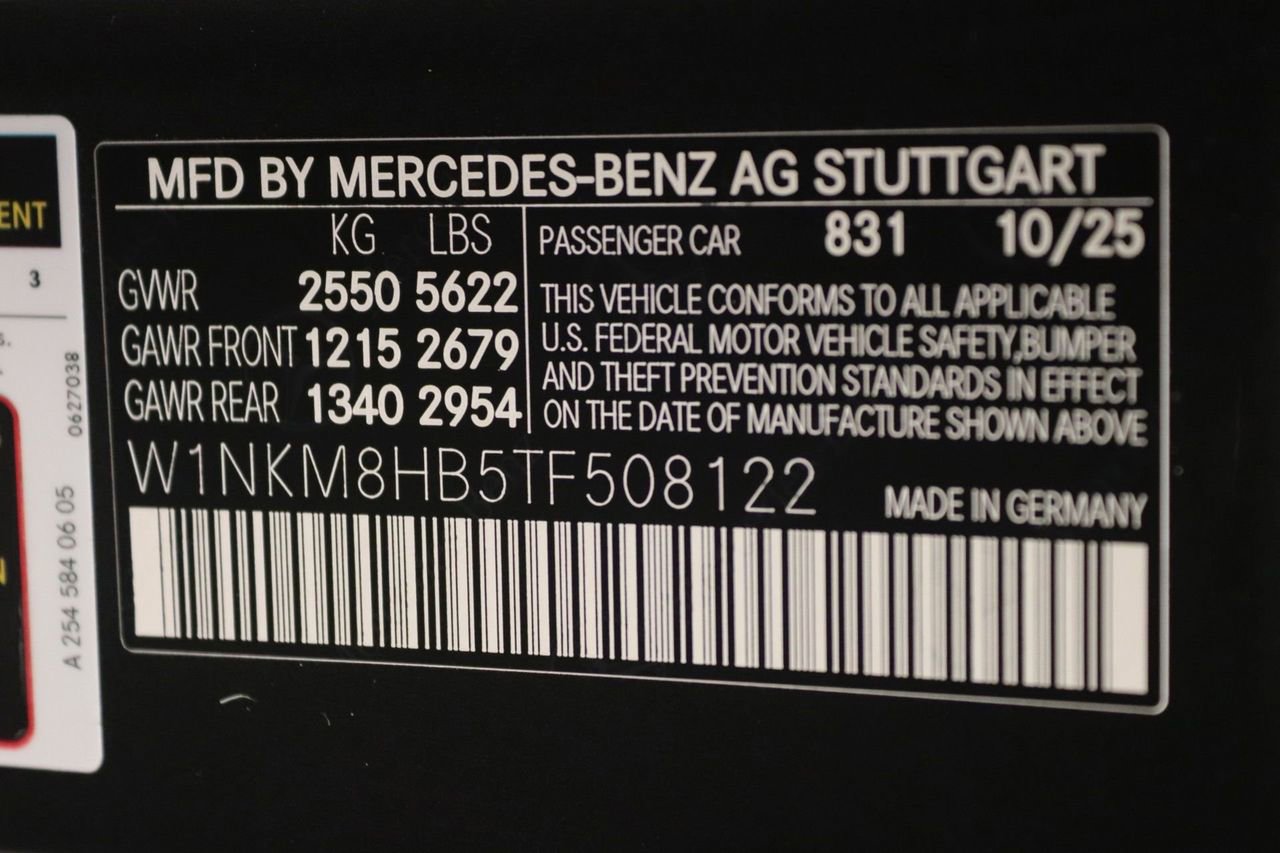 MFD BY MERCEDES-BENZ AG STUTTGART
KG LBS
GVWR 2550 5622
GAWR FRONT 1215 2679
GAWR REAR 1340 2954
PASSENGER CAR 831 10/25
THIS VEHICLE CONFORMS TO ALL APPLICABLE
U.S. FEDERAL MOTOR VEHICLE SAFETY,BUMPER
AND THEFT PREVENTION STANDARDS IN EFFECT
ON THE DATE OF MANUFACTURE SHOWN ABOVE
W1NKM8HB5TF508122
MADE IN GERMANY
ENT
3
0627038
A 254 584 06 05